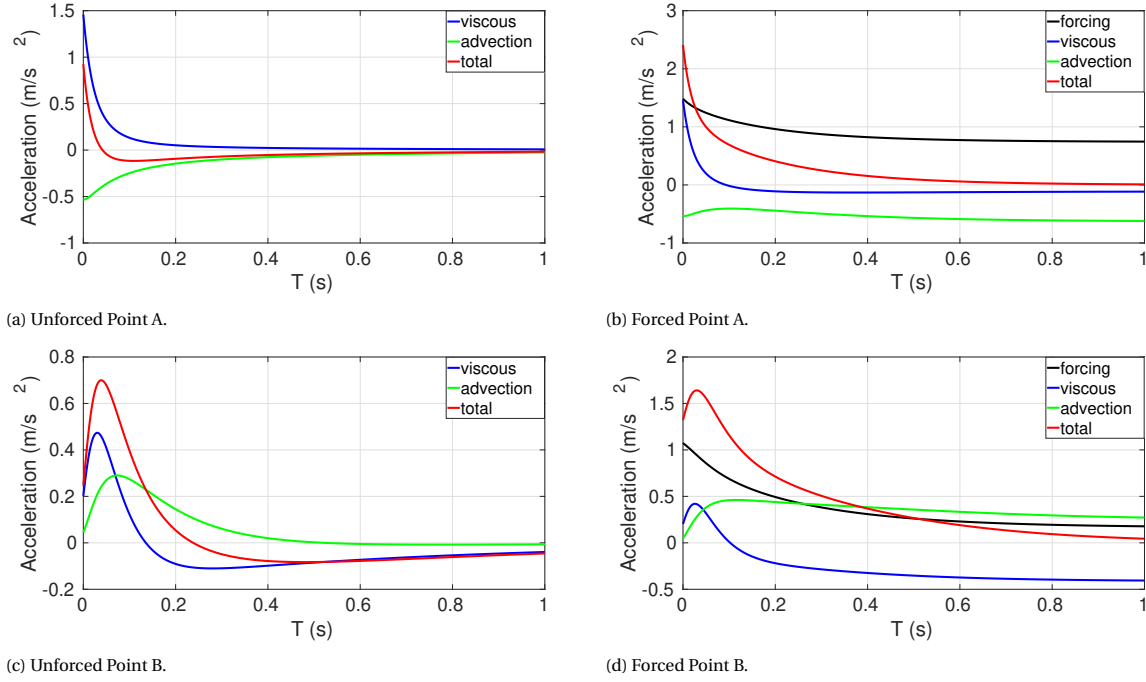 1.5
1
0.5
0
-0.5
-1
Acceleration (m/s 2)
0 0.2 0.4 0.6 0.8 1
T (s)
viscous
advection
total
(a) Unforced Point A.
3
2
1
0
-1
Acceleration (m/s 2)
0 0.2 0.4 0.6 0.8 1
T (s)
forcing
viscous
advection
total
(b) Forced Point A.
0.8
0.6
0.4
0.2
0
-0.2
Acceleration (m/s 2)
0 0.2 0.4 0.6 0.8 1
T (s)
viscous
advection
total
(c) Unforced Point B.
2
1.5
1
0.5
0
-0.5
Acceleration (m/s 2)
0 0.2 0.4 0.6 0.8 1
T (s)
forcing
viscous
advection
total
(d) Forced Point B.